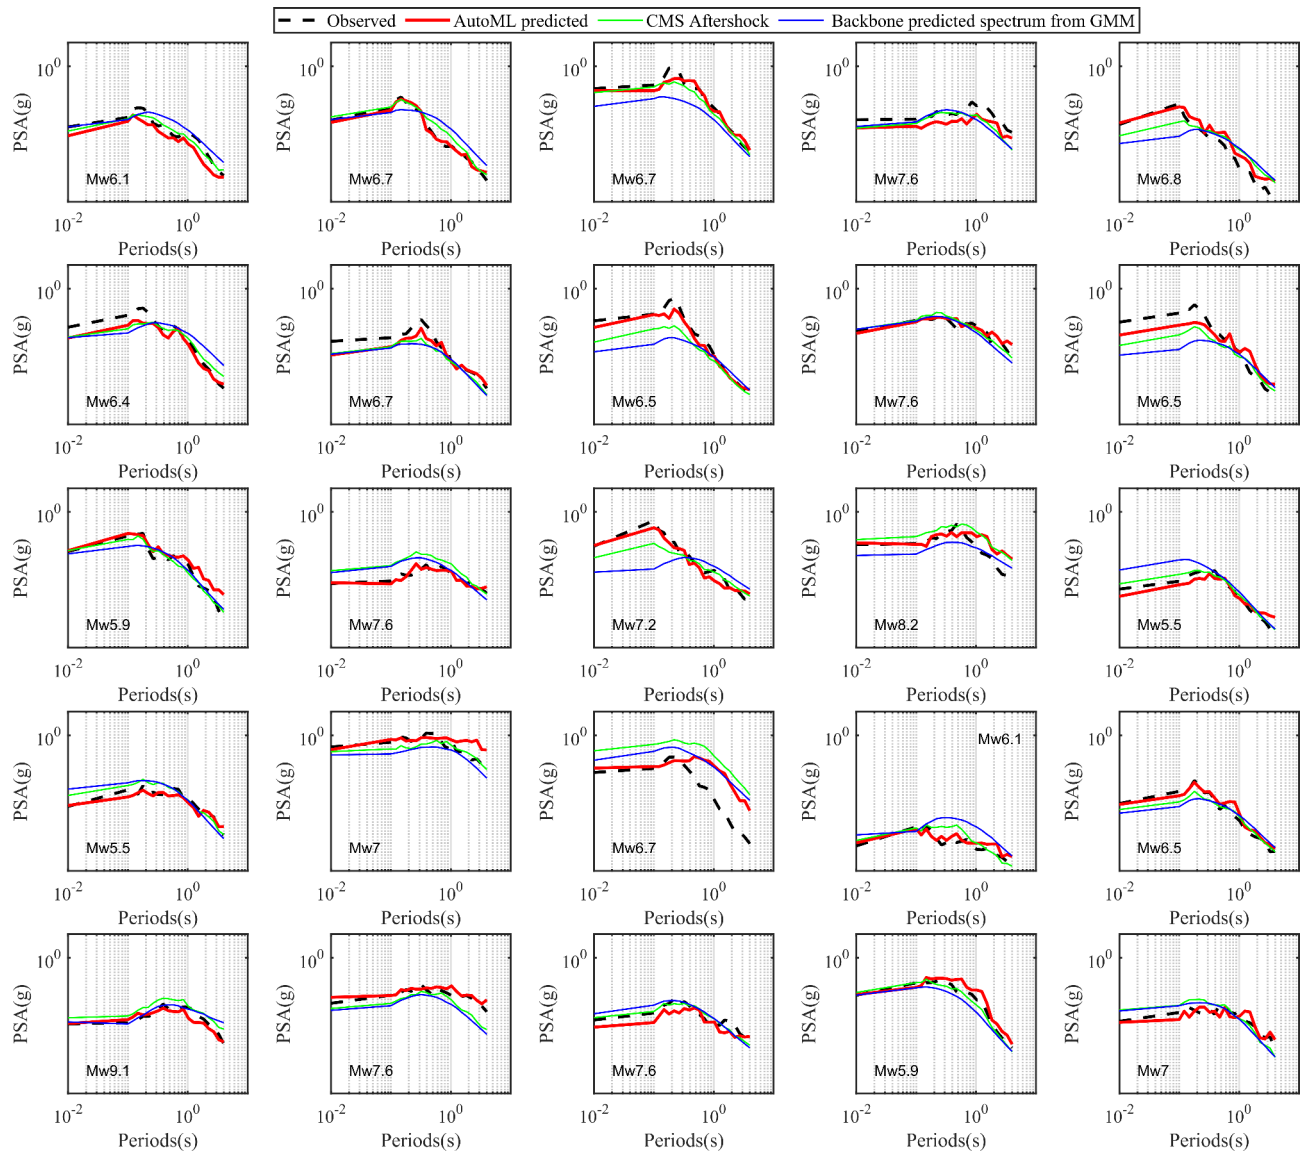 Observed AutoML predicted CMS Aftershock Backbone predicted spectrum from GMM
10^0 10^0 10^0 10^0 10^0
PSA(g) PSA(g) PSA(g) PSA(g) PSA(g)
Mw6.1 Mw6.7 Mw6.7 Mw7.6 Mw6.8
10^-2 10^0 10^-2 10^0 10^-2 10^0 10^-2 10^0 10^-2 10^0
Periods(s) Periods(s) Periods(s) Periods(s) Periods(s)
10^0 10^0 10^0 10^0 10^0
PSA(g) PSA(g) PSA(g) PSA(g) PSA(g)
Mw6.4 Mw6.7 Mw6.5 Mw7.6 Mw6.5
10^-2 10^0 10^-2 10^0 10^-2 10^0 10^-2 10^0 10^-2 10^0
Periods(s) Periods(s) Periods(s) Periods(s) Periods(s)
10^0 10^0 10^0 10^0 10^0
PSA(g) PSA(g) PSA(g) PSA(g) PSA(g)
Mw5.9 Mw7.6 Mw7.2 Mw8.2 Mw5.5
10^-2 10^0 10^-2 10^0 10^-2 10^0 10^-2 10^0 10^-2 10^0
Periods(s) Periods(s) Periods(s) Periods(s) Periods(s)
10^0 10^0 10^0 10^0 10^0
PSA(g) PSA(g) PSA(g) PSA(g) PSA(g)
Mw5.5 Mw7 Mw6.7 Mw6.1 Mw6.5
10^-2 10^0 10^-2 10^0 10^-2 10^0 10^-2 10^0 10^-2 10^0
Periods(s) Periods(s) Periods(s) Periods(s) Periods(s)
10^0 10^0 10^0 10^0 10^0
PSA(g) PSA(g) PSA(g) PSA(g) PSA(g)
Mw9.1 Mw7.6 Mw7.6 Mw5.9 Mw7
10^-2 10^0 10^-2 10^0 10^-2 10^0 10^-2 10^0 10^-2 10^0
Periods(s) Periods(s) Periods(s) Periods(s) Periods(s)